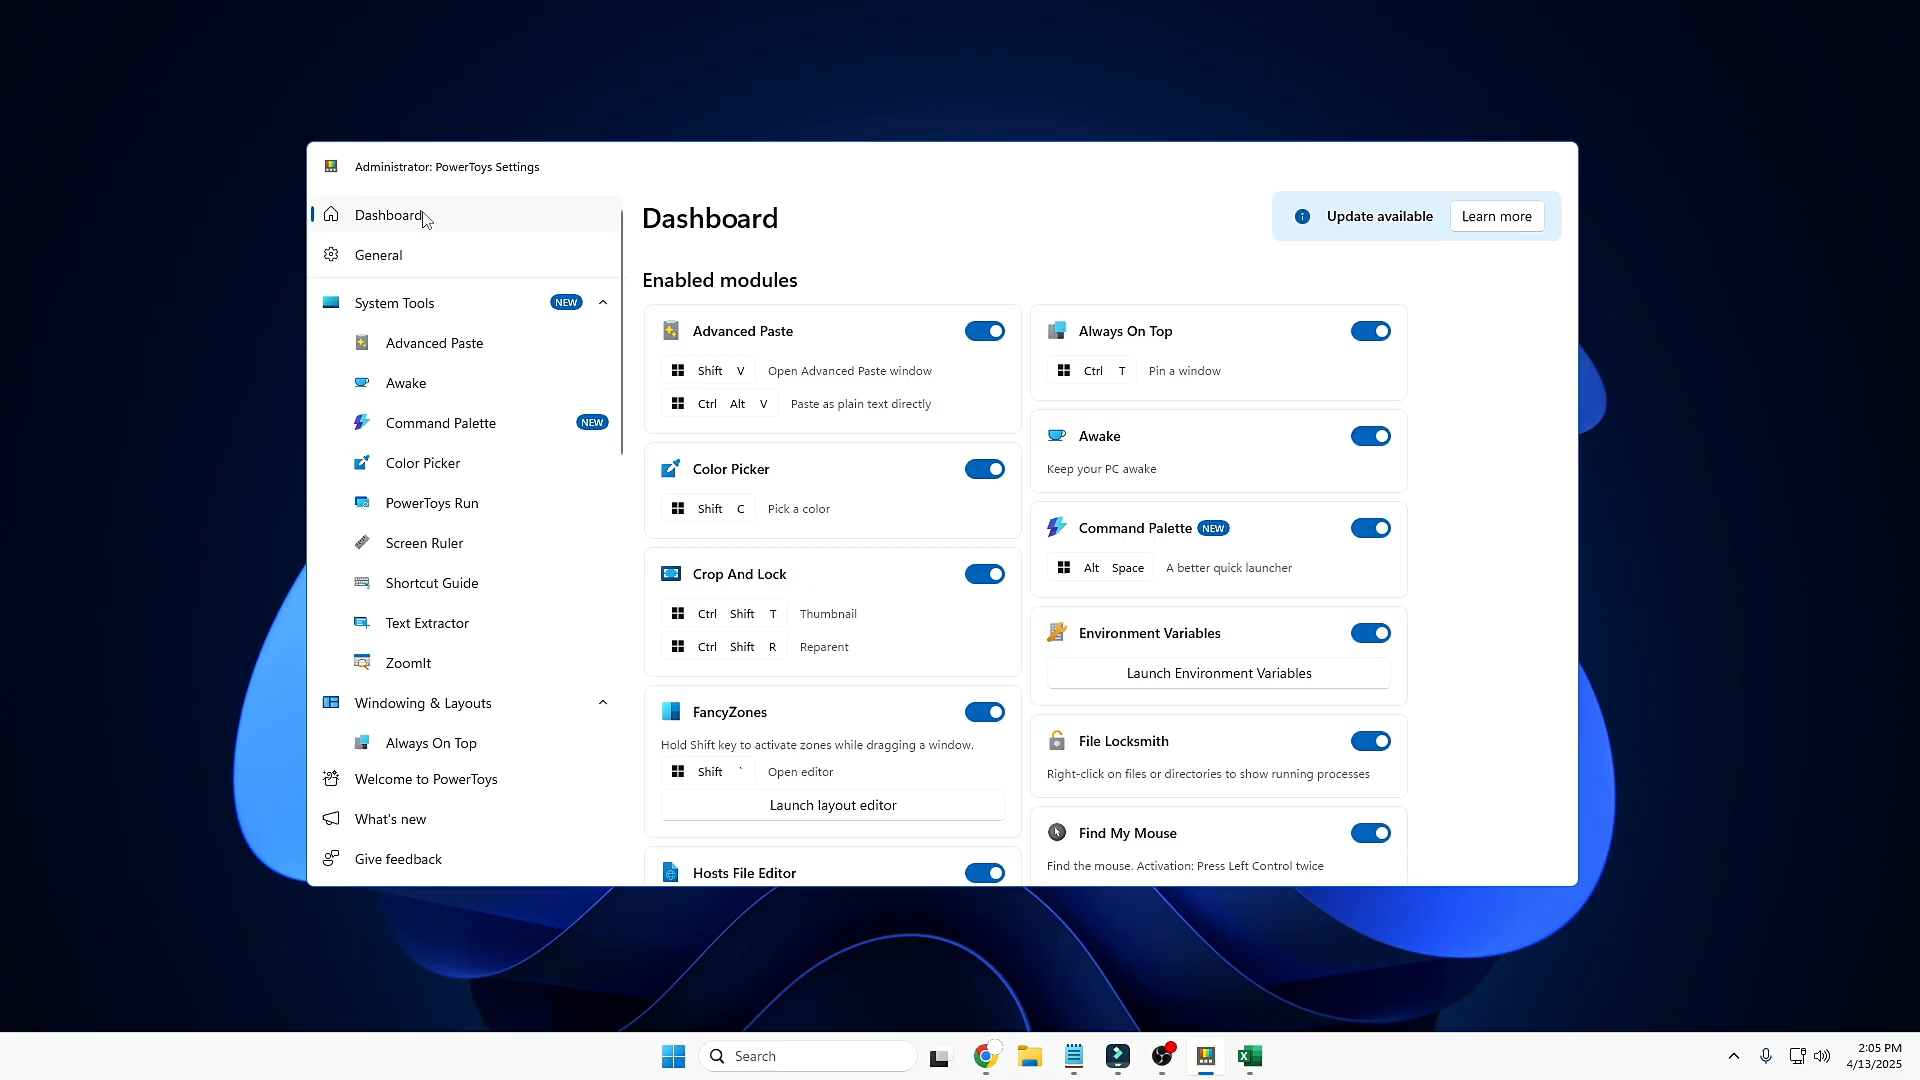 Administrator: PowerToys Settings
Dashboard
General
System Tools NEW
Advanced Paste
Awake
Command Palette NEW
Color Picker
PowerToys Run
Screen Ruler
Shortcut Guide
Text Extractor
ZoomIt
Windowing & Layouts
Always On Top
Welcome to PowerToys
What's new
Give feedback
Dashboard
Update available Learn more
Enabled modules
Advanced Paste
Shift V Open Advanced Paste window
Ctrl Alt V Paste as plain text directly
Color Picker
Shift C Pick a color
Crop And Lock
Ctrl Shift T Thumbnail
Ctrl Shift R Reparent
FancyZones
Hold Shift key to activate zones while dragging a window.
Shift ` Open editor
Launch layout editor
Hosts File Editor
Always On Top
Ctrl T Pin a window
Awake
Keep your PC awake
Command Palette NEW
Alt Space A better quick launcher
Environment Variables
Launch Environment Variables
File Locksmith
Right-click on files or directories to show running processes
Find My Mouse
Find the mouse. Activation: Press Left Control twice
Search
2:05 PM
4/13/2025